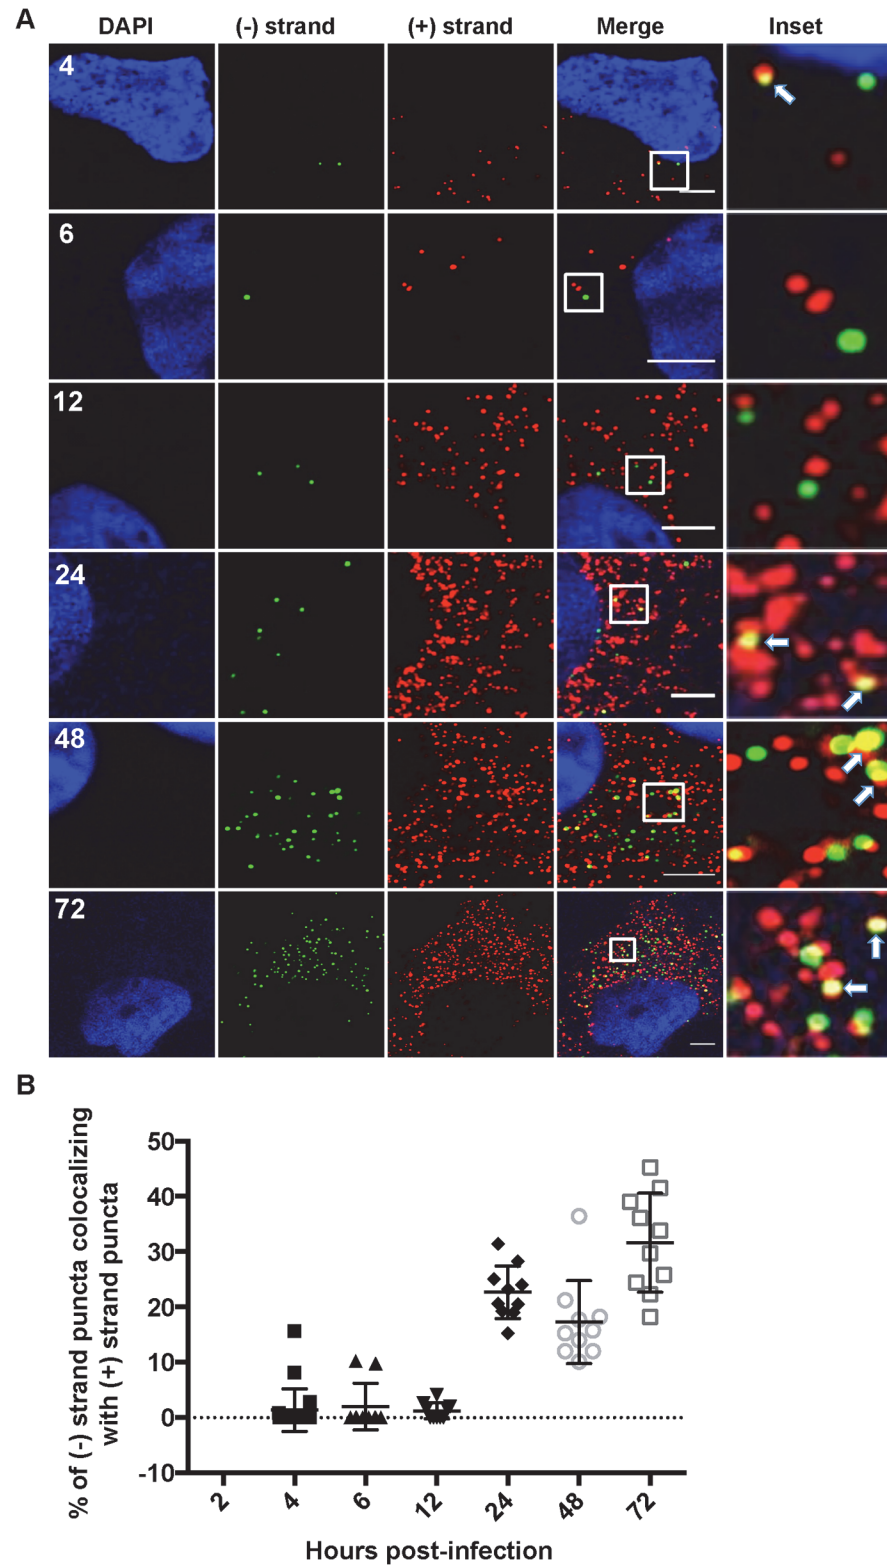 A
DAPI (-) strand (+) strand Merge Inset
4
6
12
24
48
72
B
% of (-) strand puncta colocalizing
with (+) strand puncta
50
40
30
20
10
0
-10
2 4 6 12 24 48 72
Hours post-infection